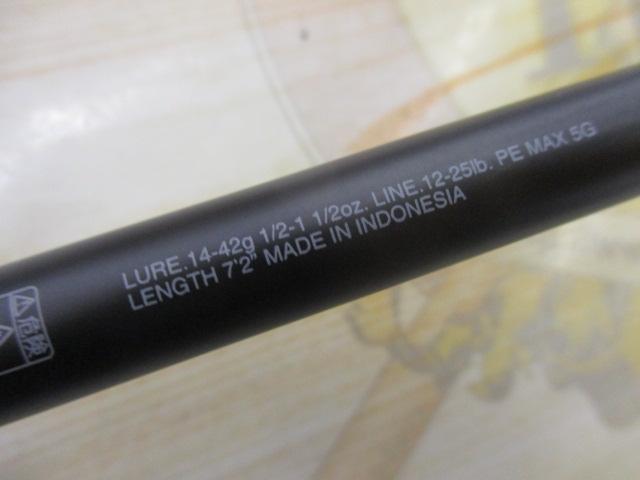 LURE.14-42g 1/2-1 1/2oz. LINE.12-25lb. PE MAX 5G
LENGTH 7'2" MADE IN INDONESIA
危険